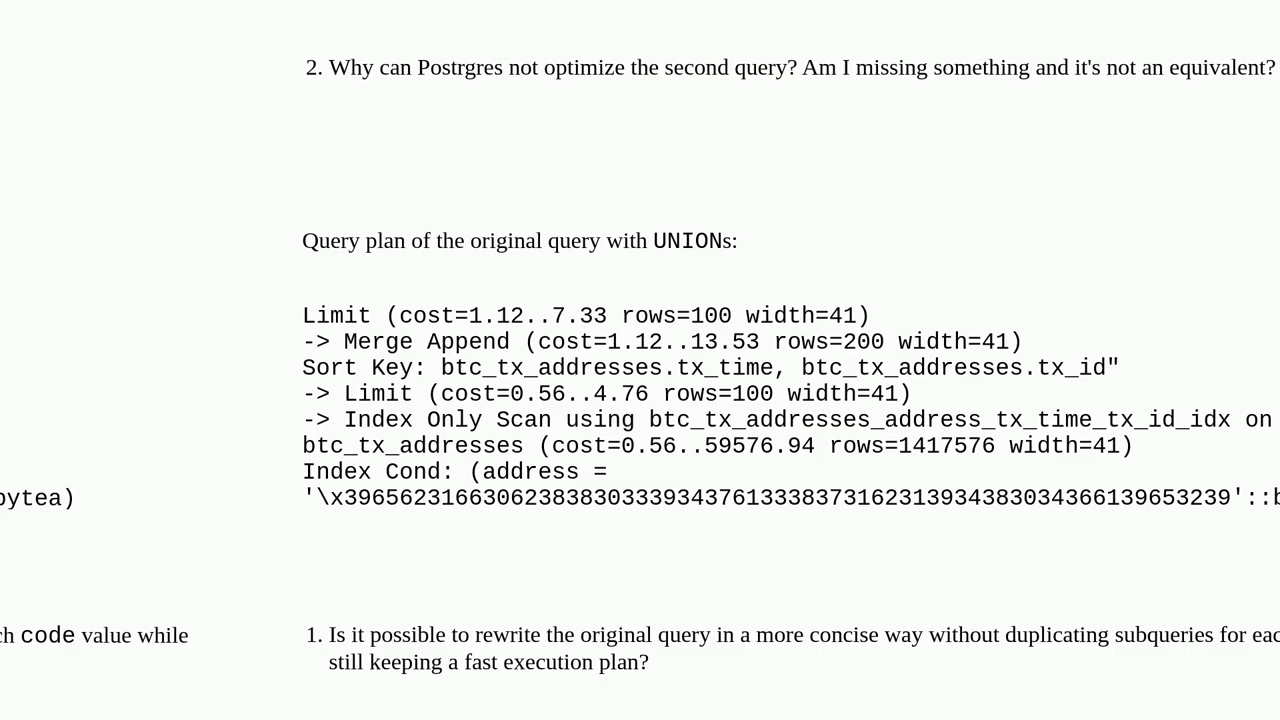 2. Why can Postrgres not optimize the second query? Am I missing something and it's not an equivalent?
Query plan of the original query with UNIONs:
Limit (cost=1.12..7.33 rows=100 width=41)
-> Merge Append (cost=1.12..13.53 rows=200 width=41)
Sort Key: btc_tx_addresses.tx_time, btc_tx_addresses.tx_id"
-> Limit (cost=0.56..4.76 rows=100 width=41)
-> Index Only Scan using btc_tx_addresses_address_tx_time_tx_id_idx on
btc_tx_addresses (cost=0.56..59576.94 rows=1417576 width=41)
Index Cond: (address =
'\x39656231663062383830333934376133383731623139343830343661396532​39'::b
ytea)
1. Is it possible to rewrite the original query in a more concise way without duplicating subqueries for eac
ch code value while
still keeping a fast execution plan?